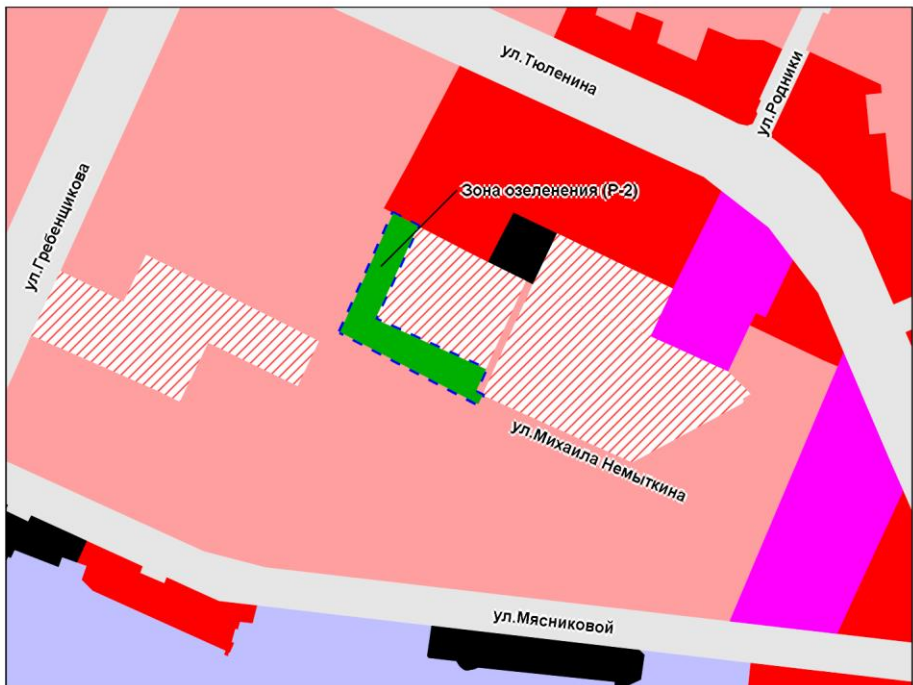 ул.Тюленина
ул.Родники
Зона озеленения (Р-2)
ул.Гребенщикова
ул.Михаила Немыткина
ул.Мясниковой